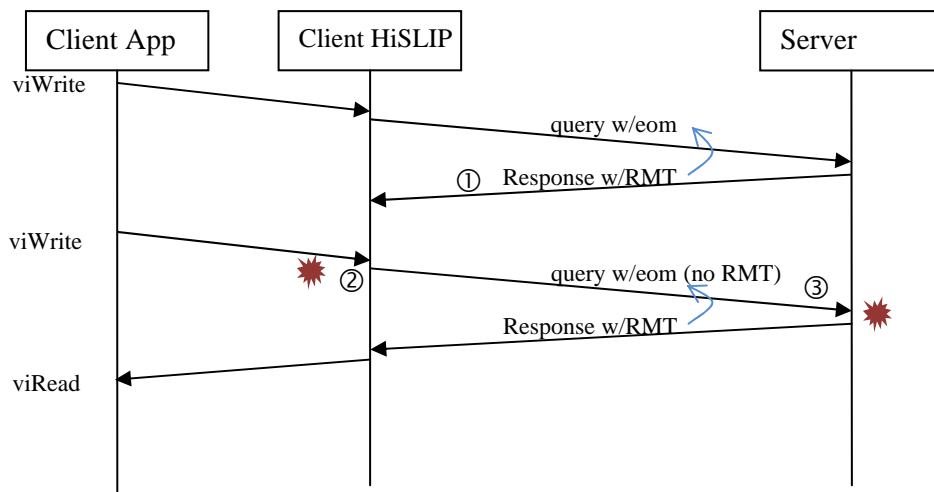 Client App
Client HiSLIP
Server
viWrite
query w/eom
① Response w/RMT
viWrite
② query w/eom (no RMT) ③
Response w/RMT
viRead